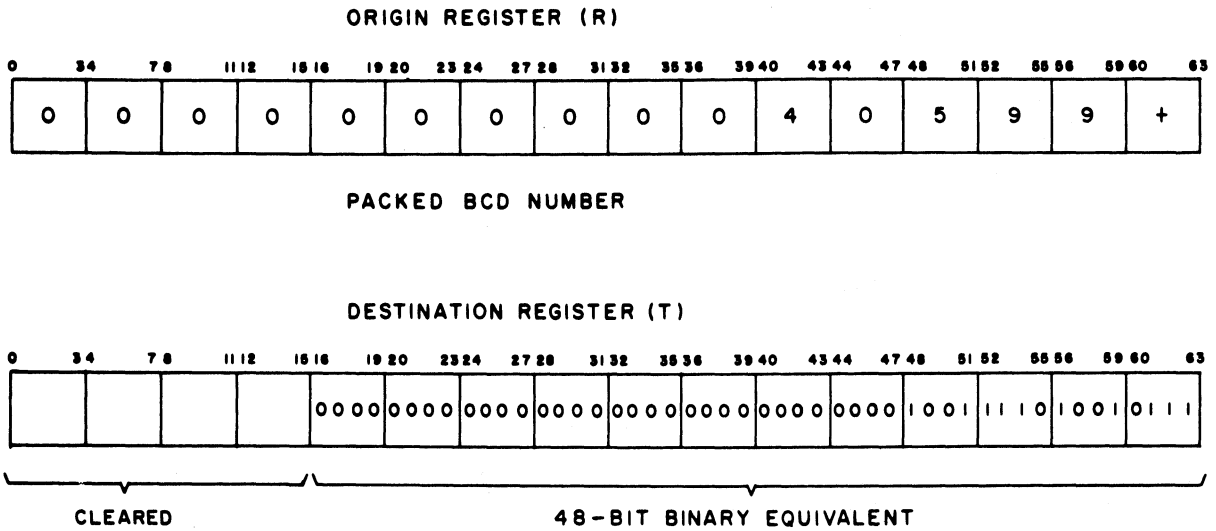 ORIGIN REGISTER (R)
0 3 4 7 8 11 12 15 16 19 20 23 24 27 28 31 32 35 36 39 40 43 44 47 48 51 52 55 56 59 60 63
0 0 0 0 0 0 0 0 0 0 4 0 5 9 9 +
PACKED BCD NUMBER
DESTINATION REGISTER (T)
0 3 4 7 8 11 12 15 16 19 20 23 24 27 28 31 32 35 36 39 40 43 44 47 48 51 52 55 56 59 60 63
0000 0000 0000 0000 0000 0000 0000 0000 1001 1110 1001 0111
CLEARED 48-BIT BINARY EQUIVALENT